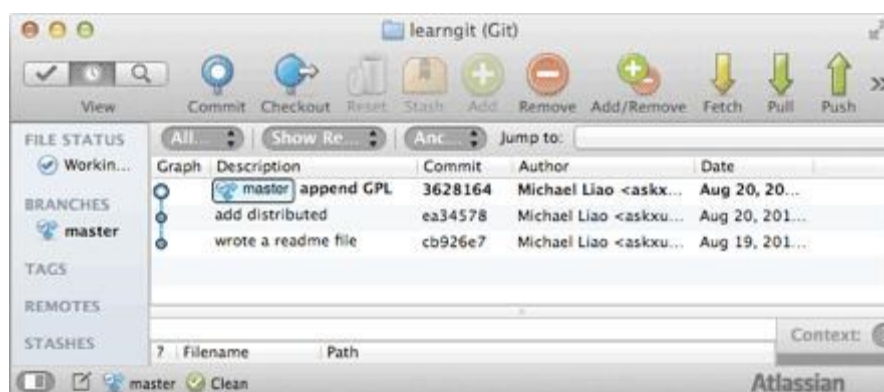 learngit (Git)
View Commit Checkout Reset Stash Add Remove Add/Remove Fetch Pull Push
FILE STATUS All... Show Re... Anc... Jump to:
Workin... Graph Description Commit Author Date
master append GPL 3628164 Michael Liao <askx... Aug 20, 20...
BRANCHES add distributed ea34578 Michael Liao <askxu... Aug 20, 201...
master wrote a readme file cb926e7 Michael Liao <askxu... Aug 19, 201...
TAGS
REMOTES
STASHES Context:
? Filename Path
master Clean Atlassian